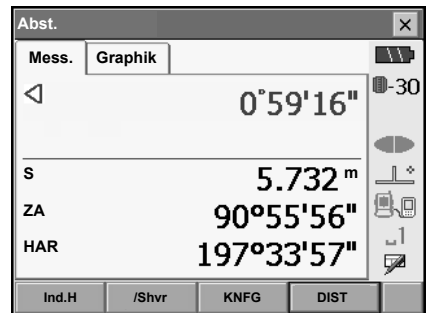 Abst.
Mess. Graphik
0°59'16"
-30
S 5.732 m
ZA 90°55'56"
HAR 197°33'57"
1
Ind.H /Shvr KNFG DIST